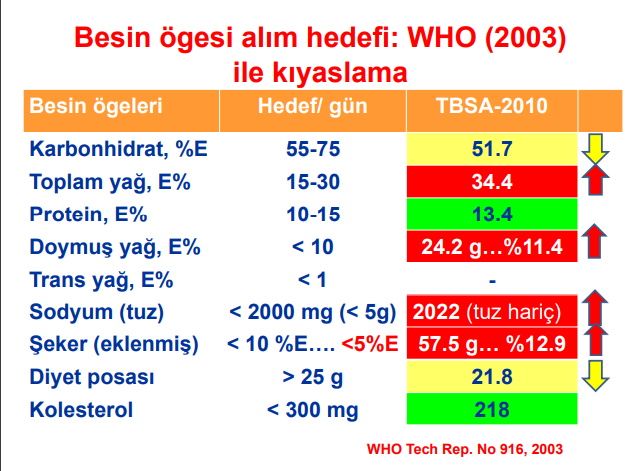 Besin ögesi alım hedefi: WHO (2003)
ile kıyaslama
Besin ögeleri Hedef/ gün TBSA-2010
Karbonhidrat, %E 55-75 51.7
Toplam yağ, E% 15-30 34.4
Protein, E% 10-15 13.4
Doymuş yağ, E% < 10 24.2 g…%11.4
Trans yağ, E% < 1 -
Sodyum (tuz) < 2000 mg (< 5g) 2022 (tuz hariç)
Şeker (eklenmiş) < 10 %E…. <5%E 57.5 g… %12.9
Diyet posası > 25 g 21.8
Kolesterol < 300 mg 218
WHO Tech Rep. No 916, 2003